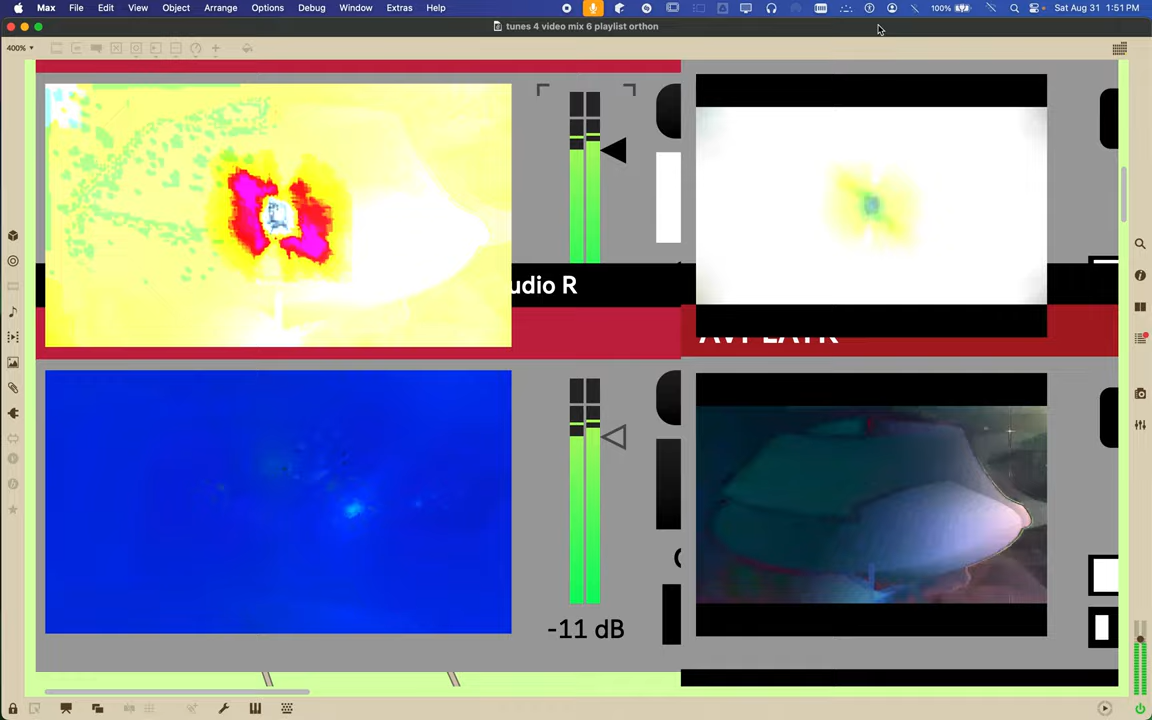 Max File Edit View Object Arrange Options Debug Window Extras Help 100% Sat Aug 31 1:51 PM
tunes 4 video mix 6 playlist orthon
400%
udio R
-11 dB